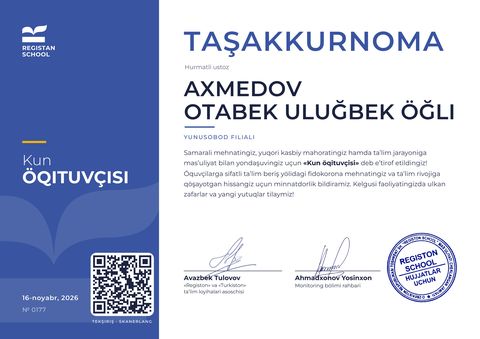 REGISTAN
SCHOOL
Kun
ÖQITUVÇISI
16-noyabr, 2026
№ 0177
TEKŞIRIŞ - SKANERLANG
TAŞAKKURNOMA
Hurmatli ustoz
AXMEDOV
OTABEK ULUĞBEK ÖĞLI
YUNUSOBOD FILIALI
Samarali mehnatingiz, yuqori kasbiy mahoratingiz hamda ta'lim jarayoniga
mas'uliyat bilan yondaşuvingiz uçun «Kun öqituvçisi» deb e'tirof etildingiz!
Öquvçilarga sifatli ta'lim beriş yölidagi fidokorona mehnatingiz va ta'lim rivojiga
qöşayotgan hissangiz uçun minnatdorlik bildiramiz. Kelgusi faoliyatingizda ulkan
zafarlar va yangi yutuqlar tilaymiz!
Avazbek Tulovov
«Registon» va «Turkiston»
ta'lim loyihalari asosçhisi
Ahmadxonov Yosinxon
Monitoring bölimi rahbari
REGISTON
SCHOOL
HUJJATLAR
UCHUN